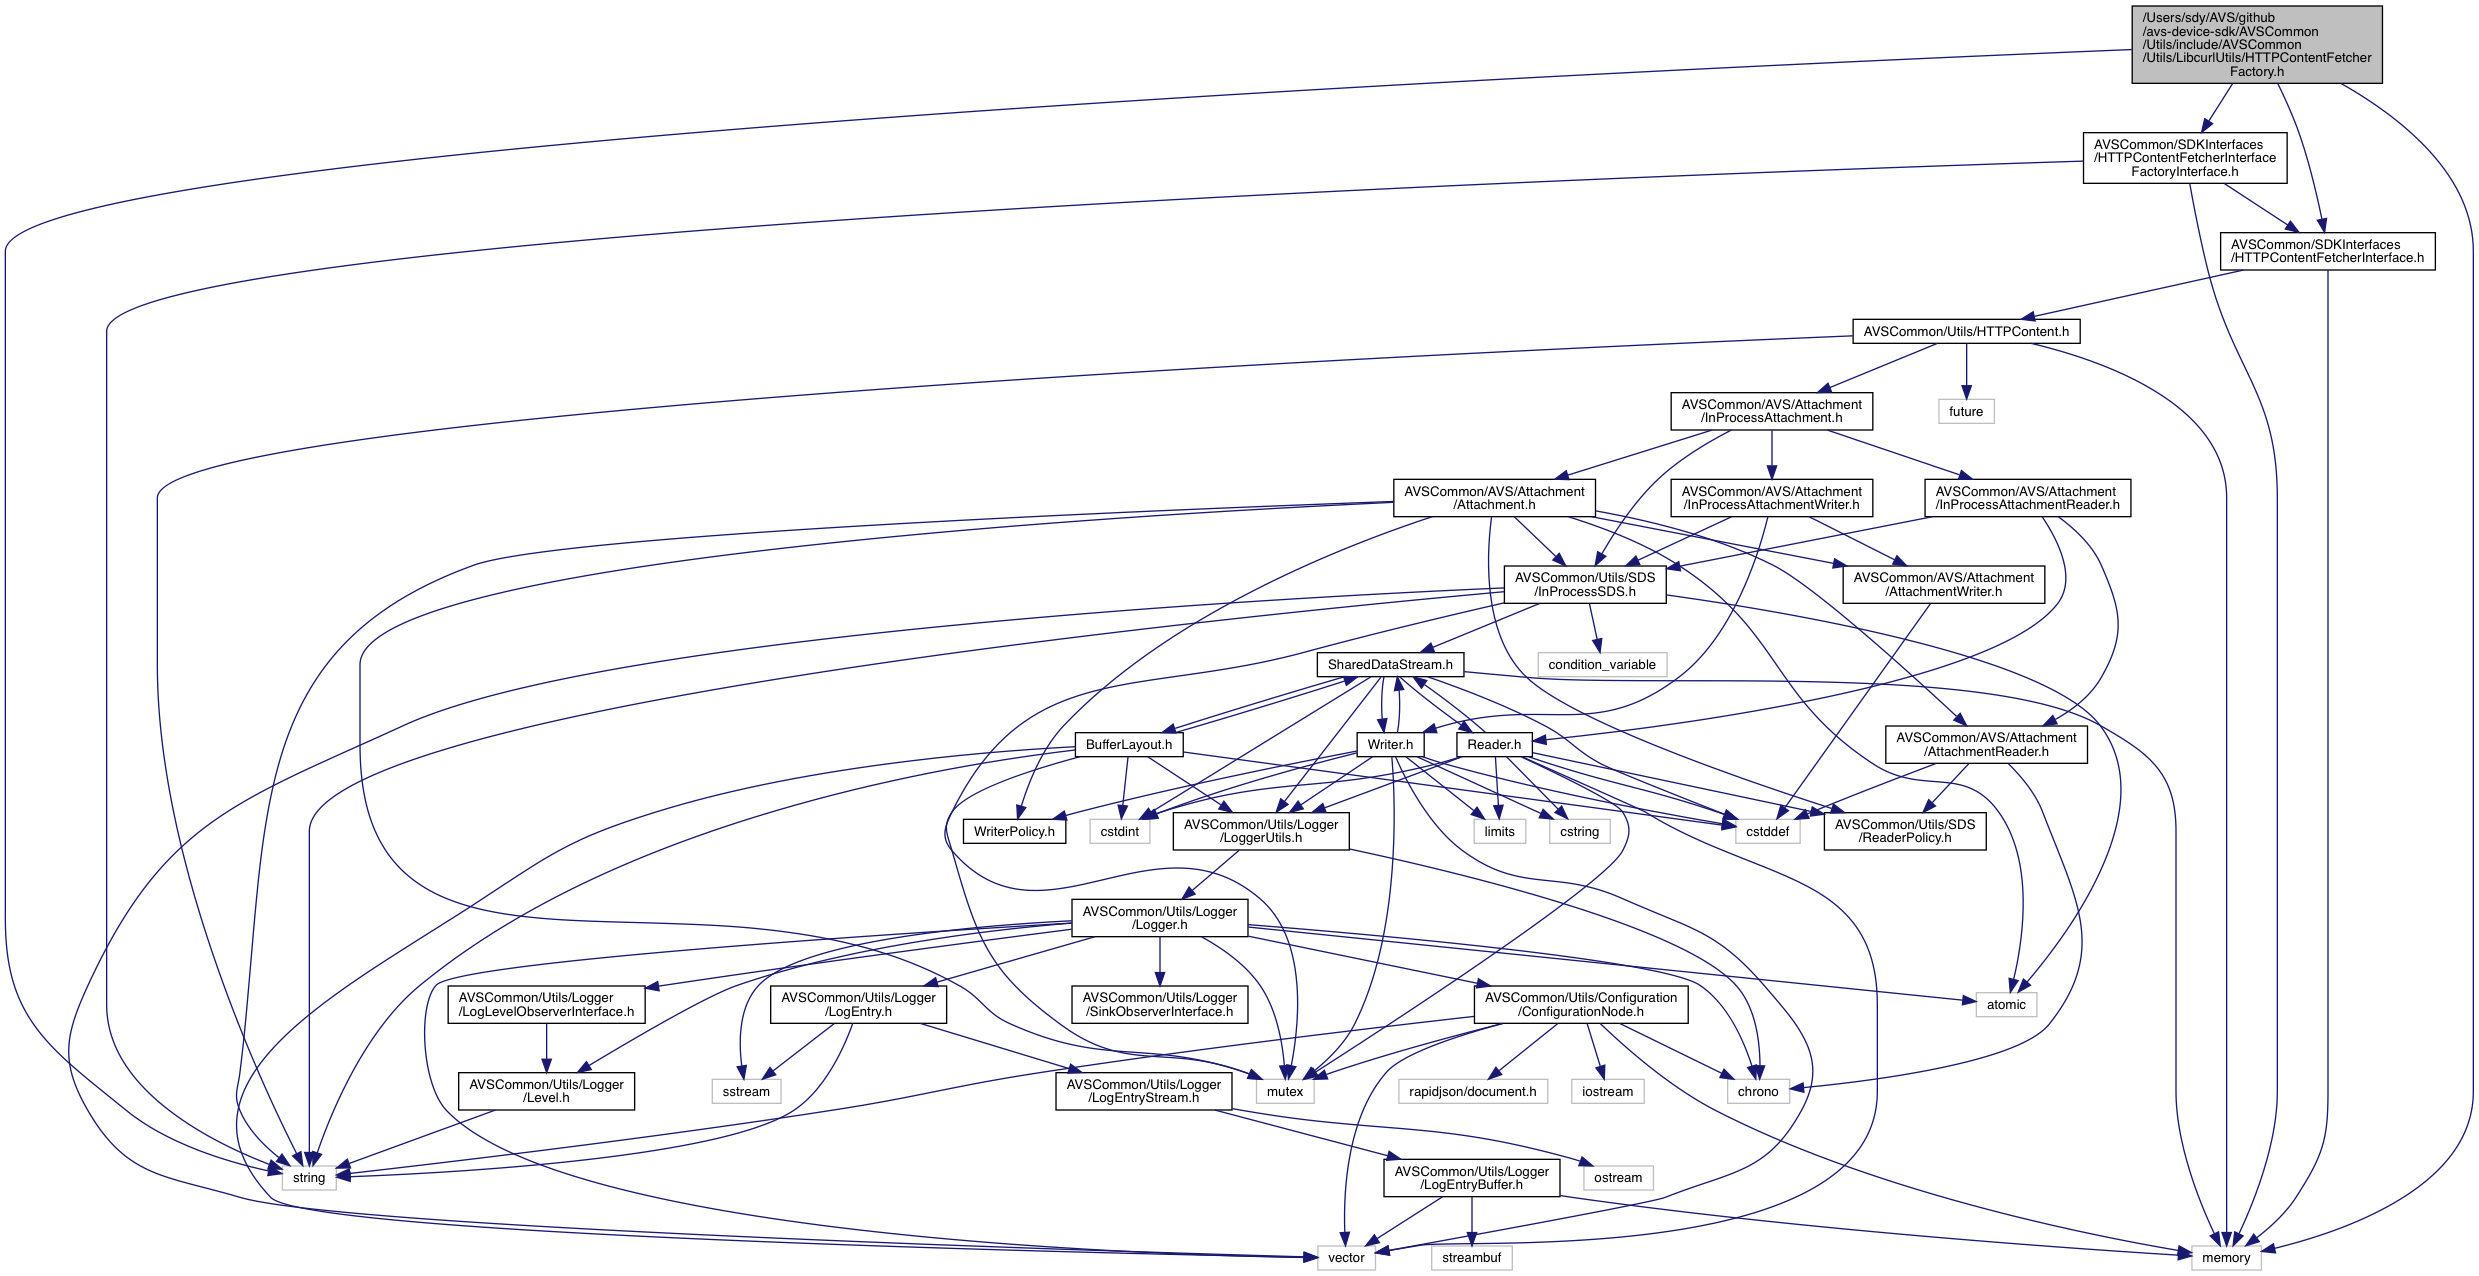 /Users/sdy/AVS/github
/avs-device-sdk/AVSCommon
/Utils/include/AVSCommon
/Utils/LibcurlUtils/HTTPContentFetcher
Factory.h
AVSCommon/SDKInterfaces
/HTTPContentFetcherInterface
FactoryInterface.h
AVSCommon/SDKInterfaces
/HTTPContentFetcherInterface.h
AVSCommon/Utils/HTTPContent.h
AVSCommon/AVS/Attachment
/InProcessAttachment.h
future
AVSCommon/AVS/Attachment
/Attachment.h
AVSCommon/AVS/Attachment
/InProcessAttachmentWriter.h
AVSCommon/AVS/Attachment
/InProcessAttachmentReader.h
AVSCommon/Utils/SDS
/InProcessSDS.h
AVSCommon/AVS/Attachment
/AttachmentWriter.h
SharedDataStream.h
condition_variable
BufferLayout.h
Writer.h
Reader.h
AVSCommon/AVS/Attachment
/AttachmentReader.h
WriterPolicy.h
cstdint
AVSCommon/Utils/Logger
/LoggerUtils.h
limits
cstring
cstddef
AVSCommon/Utils/SDS
/ReaderPolicy.h
AVSCommon/Utils/Logger
/Logger.h
AVSCommon/Utils/Logger
/LogLevelObserverInterface.h
AVSCommon/Utils/Logger
/LogEntry.h
AVSCommon/Utils/Logger
/SinkObserverInterface.h
AVSCommon/Utils/Configuration
/ConfigurationNode.h
atomic
AVSCommon/Utils/Logger
/Level.h
sstream
AVSCommon/Utils/Logger
/LogEntryStream.h
mutex
rapidjson/document.h
iostream
chrono
string
AVSCommon/Utils/Logger
/LogEntryBuffer.h
ostream
vector
streambuf
memory